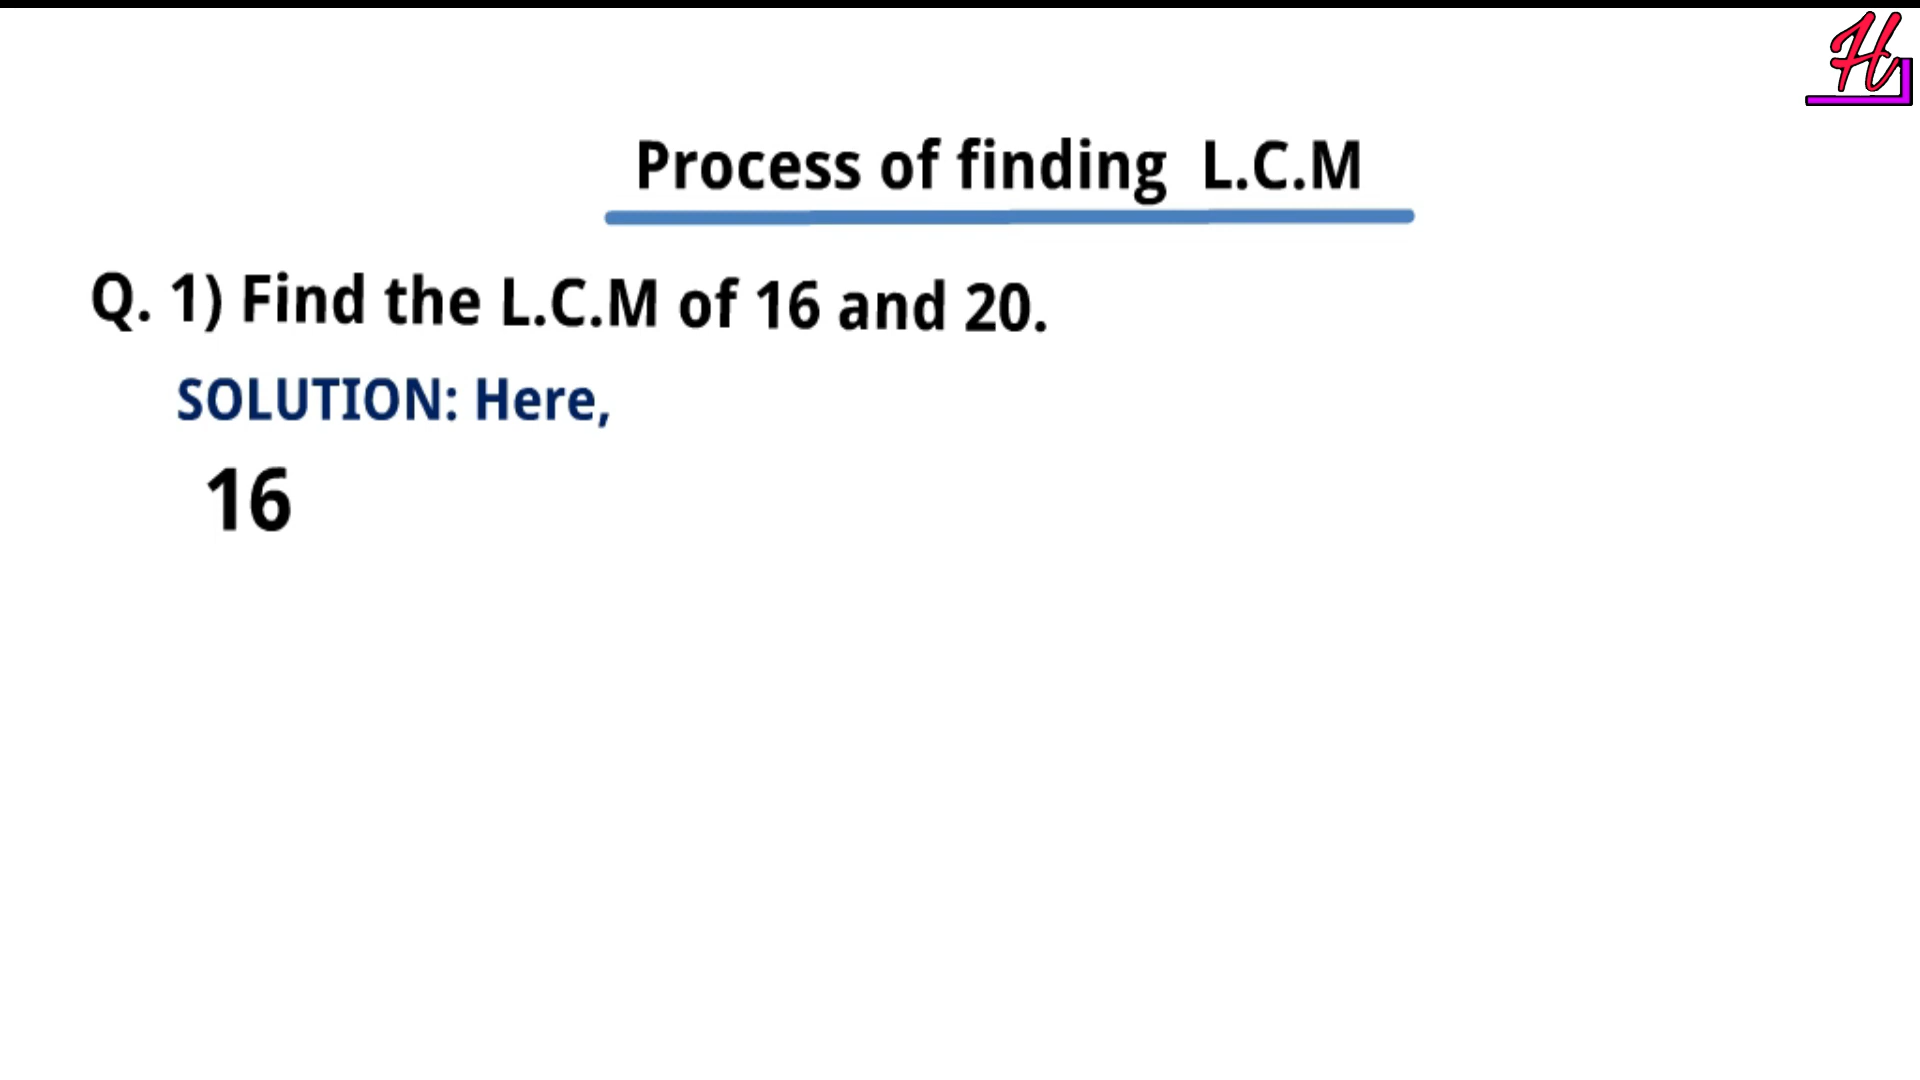 H
Process of finding L.C.M
Q. 1) Find the L.C.M of 16 and 20.
SOLUTION: Here,
16